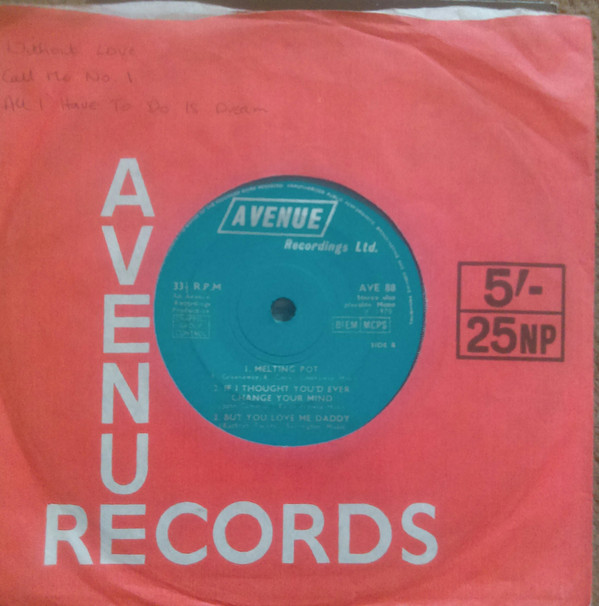 Without Love
Call Me No. 1
All I Have To Do Is Dream
AVENUE
RECORDS
AVENUE
Recordings Ltd.
33⅓ R.P.M
AVE 88
BIEM MCPS
SIDE B
1. MELTING POT
2. IF I THOUGHT YOU'D EVER
CHANGE YOUR MIND
3. BUT YOU LOVE ME DADDY
5/-
25NP